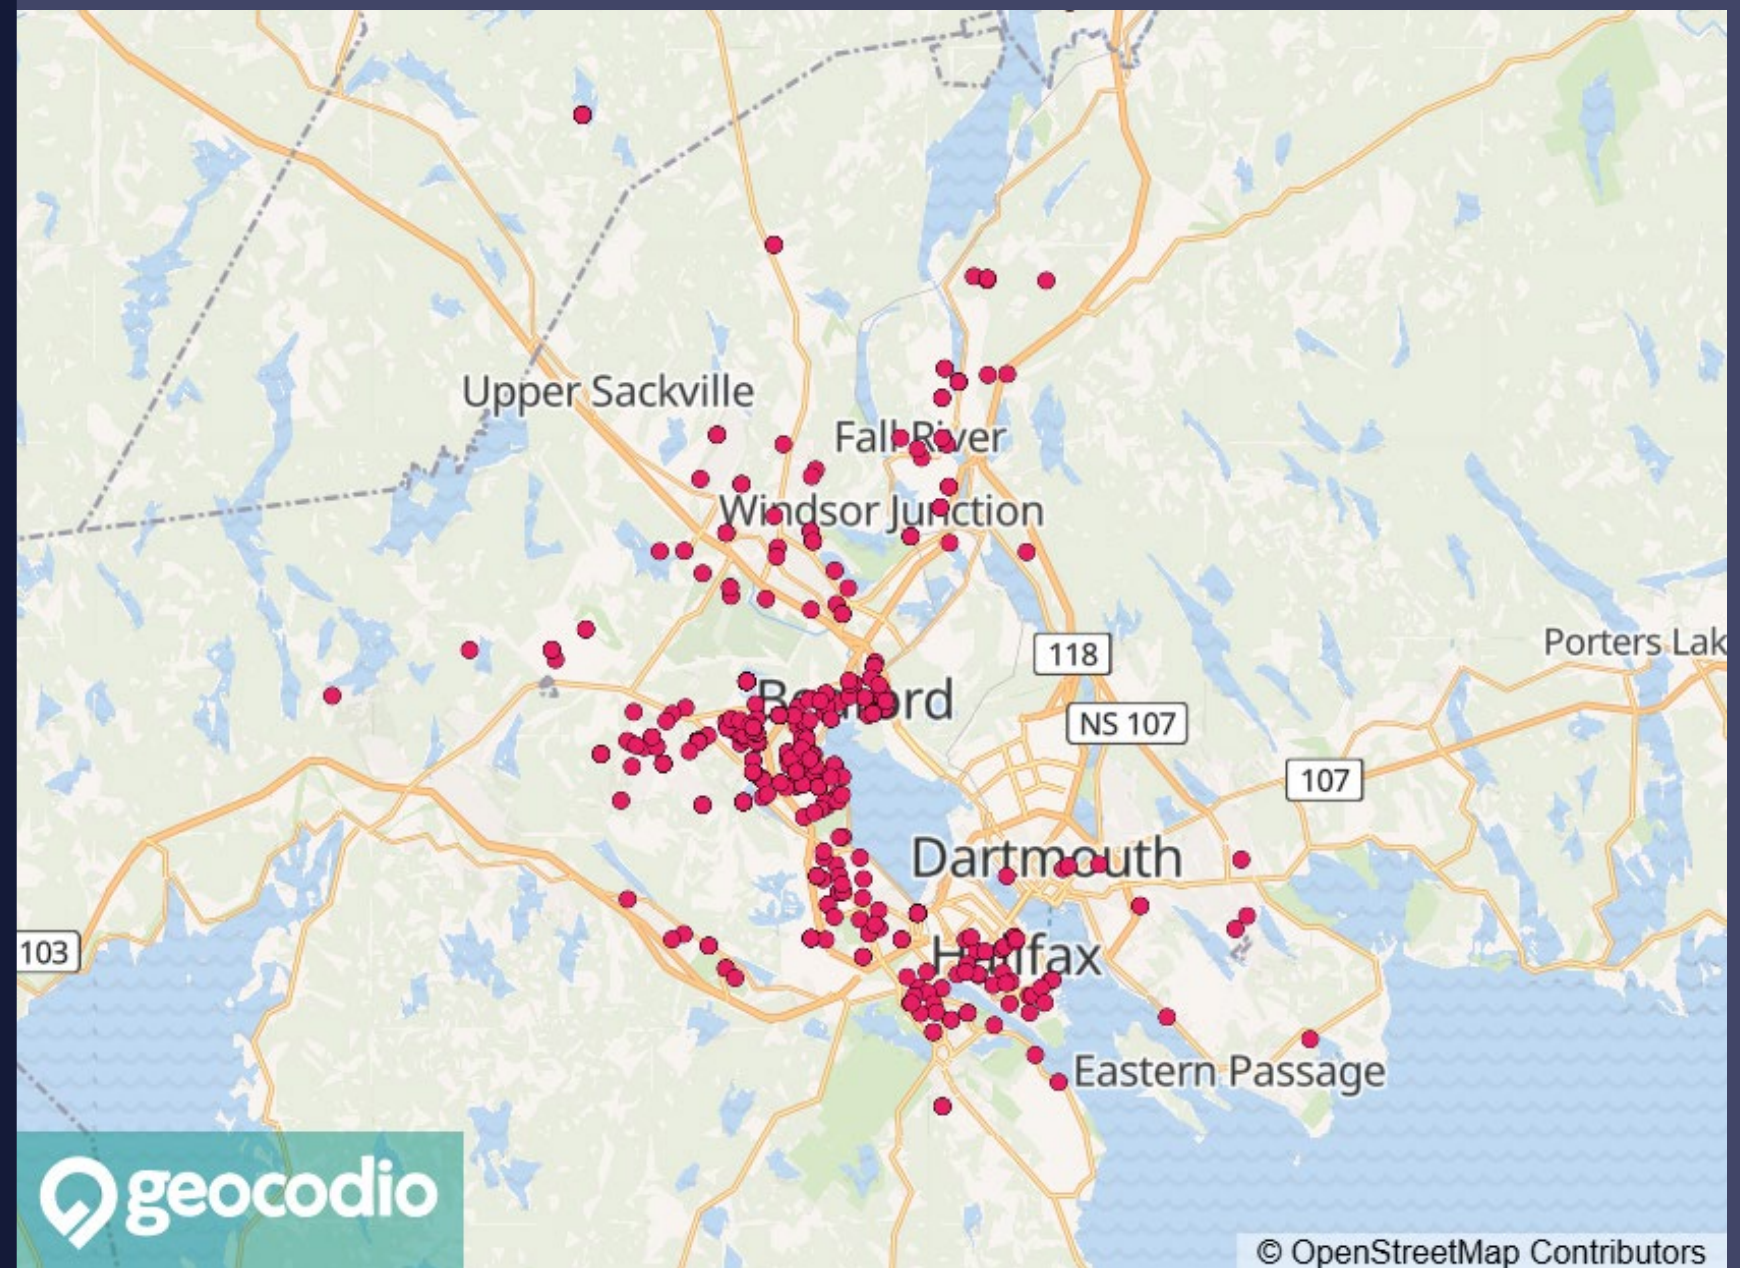 Upper Sackville
Fall River
Windsor Junction
118
Porters Lak
Bedford
NS 107
107
Dartmouth
103
Halifax
Eastern Passage
geocodio
© OpenStreetMap Contributors